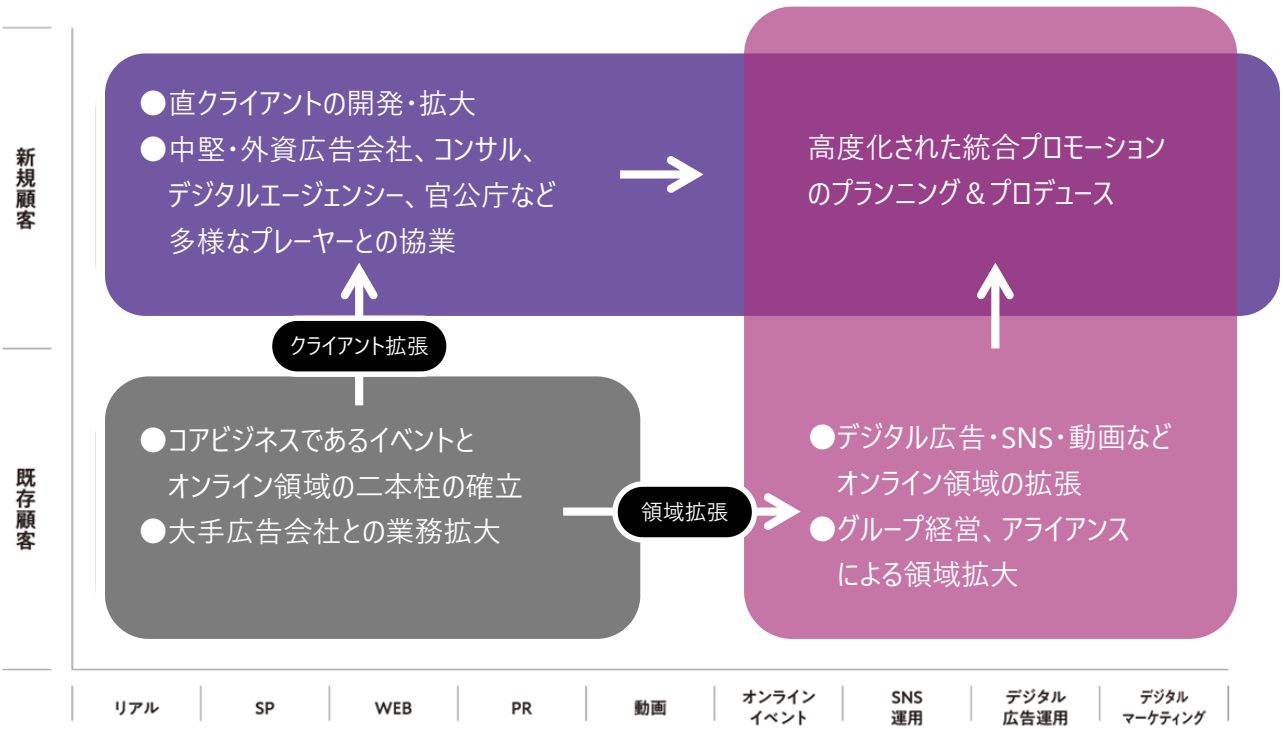 新規顧客
●直クライアントの開発・拡大
●中堅・外資広告会社、コンサル、
デジタルエージェンシー、官公庁など
多様なプレーヤーとの協業
高度化された統合プロモーション
のプランニング&プロデュース
クライアント拡張
既存顧客
●コアビジネスであるイベントと
オンライン領域の二本柱の確立
●大手広告会社との業務拡大
領域拡張
●デジタル広告・SNS・動画など
オンライン領域の拡張
●グループ経営、アライアンス
による領域拡大
リアル
SP
WEB
PR
動画
オンライン
イベント
SNS
運用
デジタル
広告運用
デジタル
マーケティング